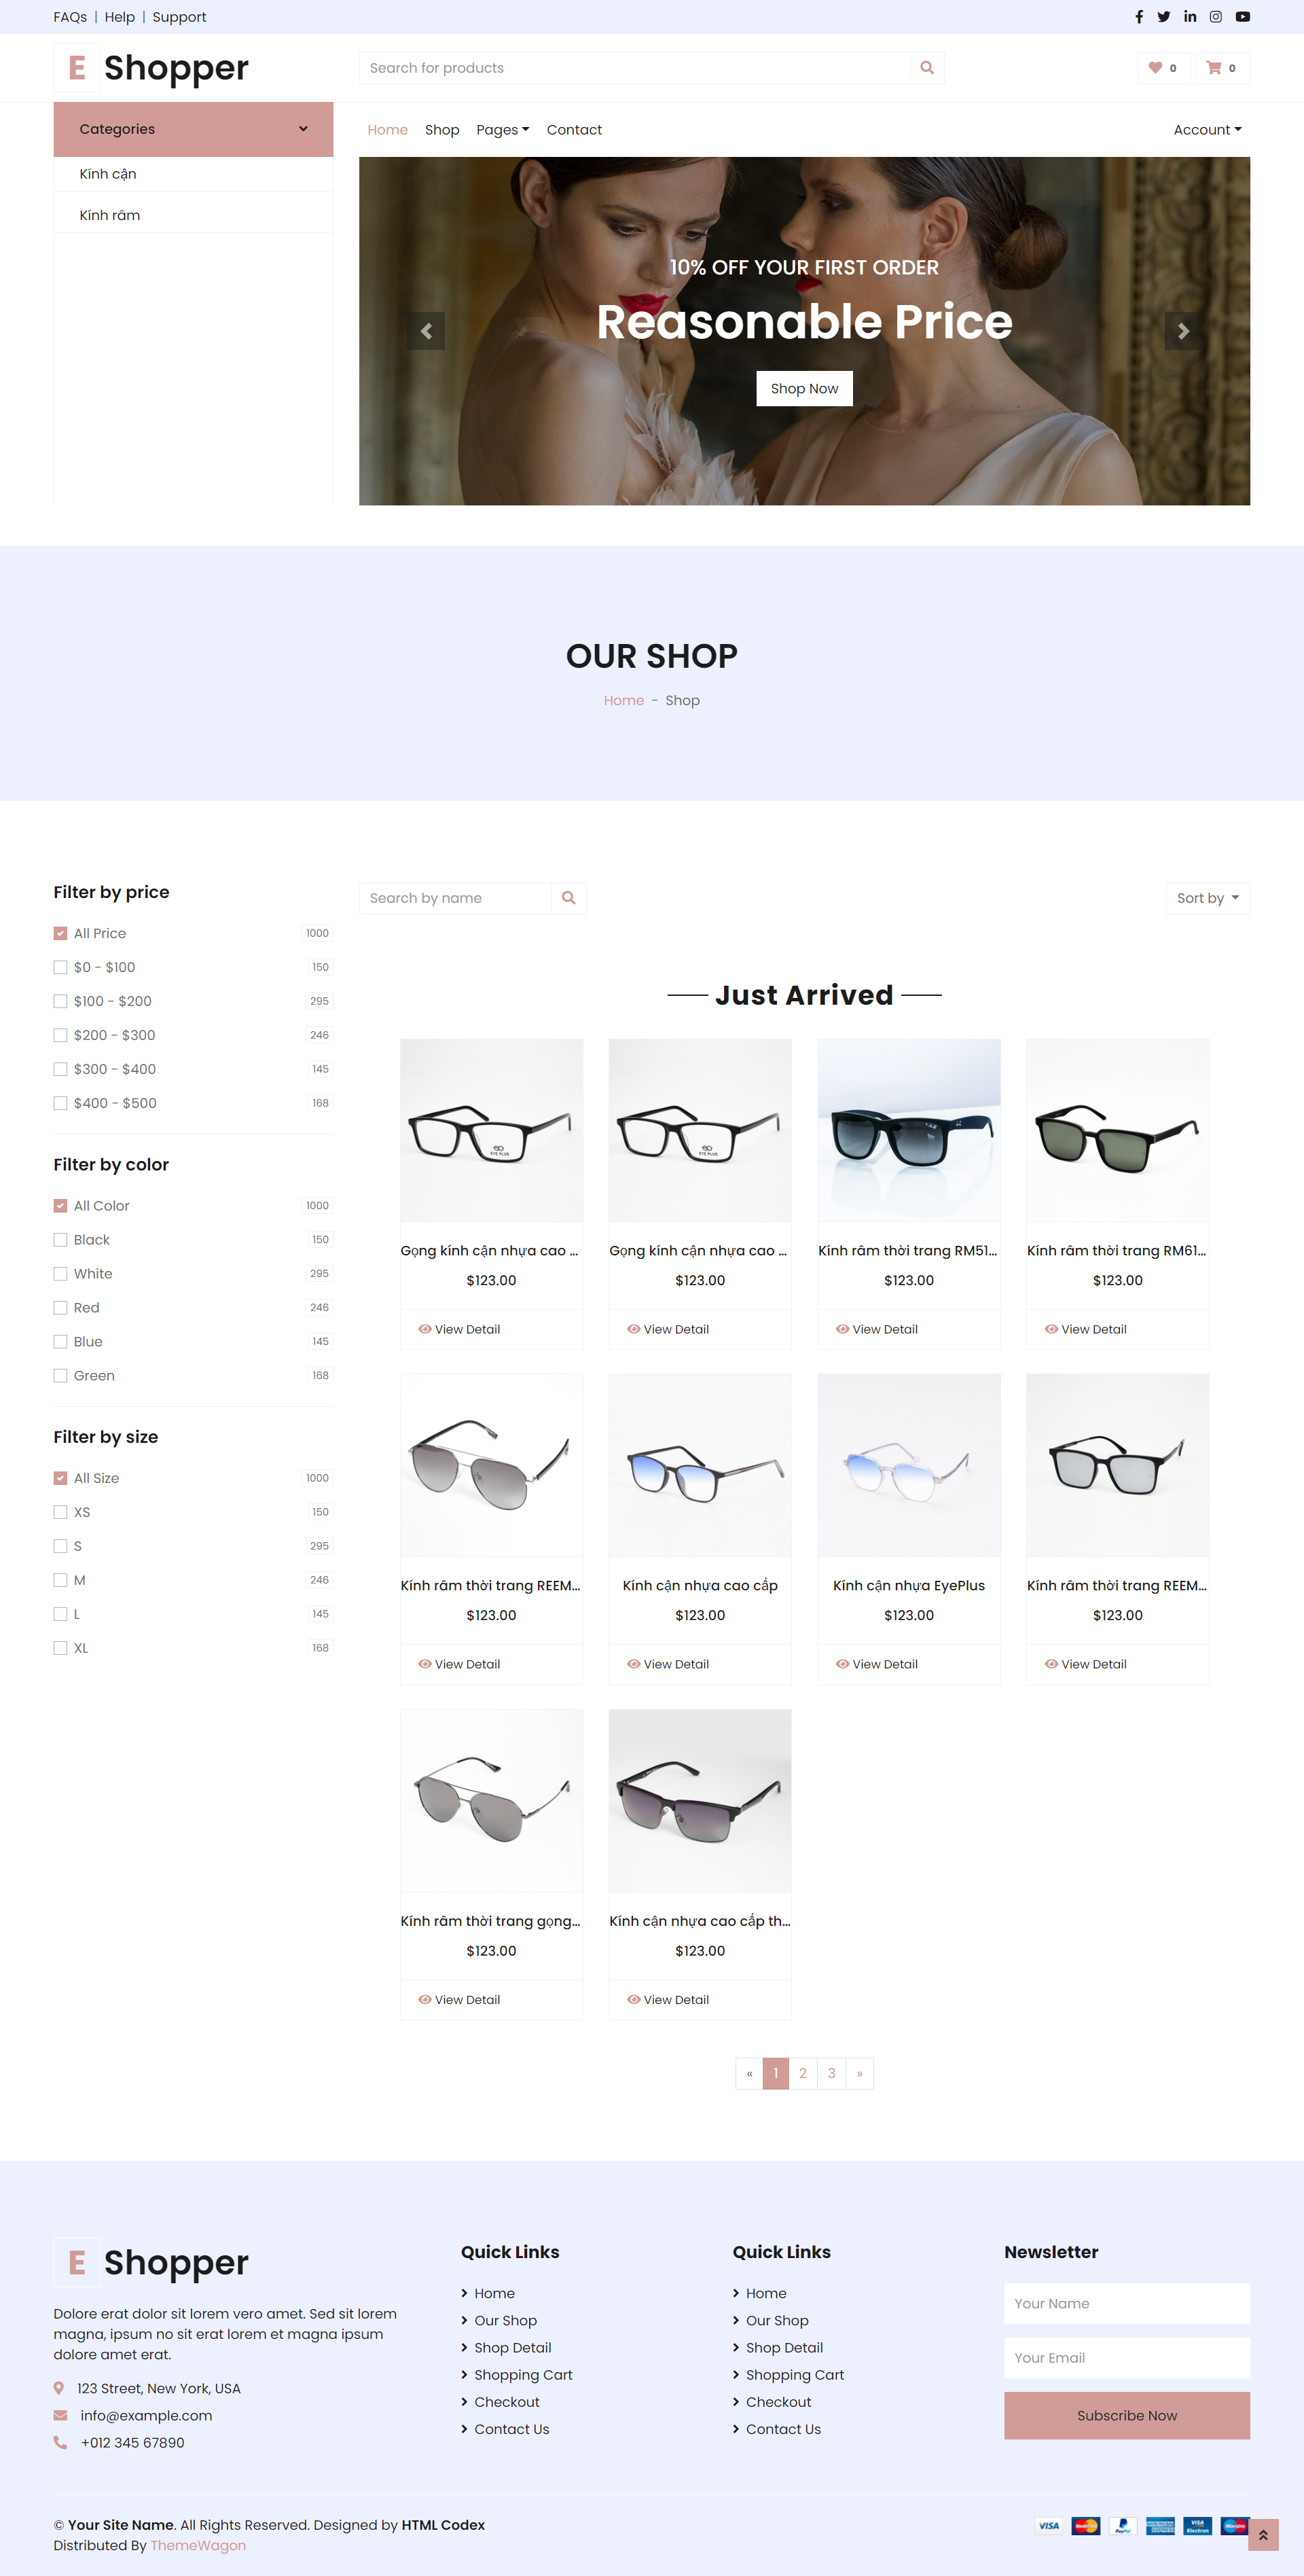 FAQs | Help | Support
E Shopper
Search for products
0
0
Categories
Home
Shop
Pages
Contact
Account
Kính cận
Kính râm
10% OFF YOUR FIRST ORDER
Reasonable Price
Shop Now
OUR SHOP
Home - Shop
Filter by price
All Price 1000
$0 - $100 150
$100 - $200 295
$200 - $300 246
$300 - $400 145
$400 - $500 168
Filter by color
All Color 1000
Black 150
White 295
Red 246
Blue 145
Green 168
Filter by size
All Size 1000
XS 150
S 295
M 246
L 145
XL 168
Search by name
Sort by
Just Arrived
EYE PLUS
Gọng kính cận nhựa cao ...
$123.00
View Detail
EYE PLUS
Gọng kính cận nhựa cao ...
$123.00
View Detail
Kính râm thời trang RM51...
$123.00
View Detail
Kính râm thời trang RM61...
$123.00
View Detail
Kính râm thời trang REEM...
$123.00
View Detail
Kính cận nhựa cao cấp
$123.00
View Detail
Kính cận nhựa EyePlus
$123.00
View Detail
Kính râm thời trang REEM...
$123.00
View Detail
Kính râm thời trang gọng...
$123.00
View Detail
Kính cận nhựa cao cấp th...
$123.00
View Detail
« 1 2 3 »
E Shopper
Dolore erat dolor sit lorem vero amet. Sed sit lorem
magna, ipsum no sit erat lorem et magna ipsum
dolore amet erat.
123 Street, New York, USA
info@example.com
+012 345 67890
Quick Links
Home
Our Shop
Shop Detail
Shopping Cart
Checkout
Contact Us
Quick Links
Home
Our Shop
Shop Detail
Shopping Cart
Checkout
Contact Us
Newsletter
Your Name
Your Email
Subscribe Now
© Your Site Name. All Rights Reserved. Designed by HTML Codex
Distributed By ThemeWagon
VISA
MasterCard
PayPal
AMERICAN EXPRESS
VISA Electron
Maestro